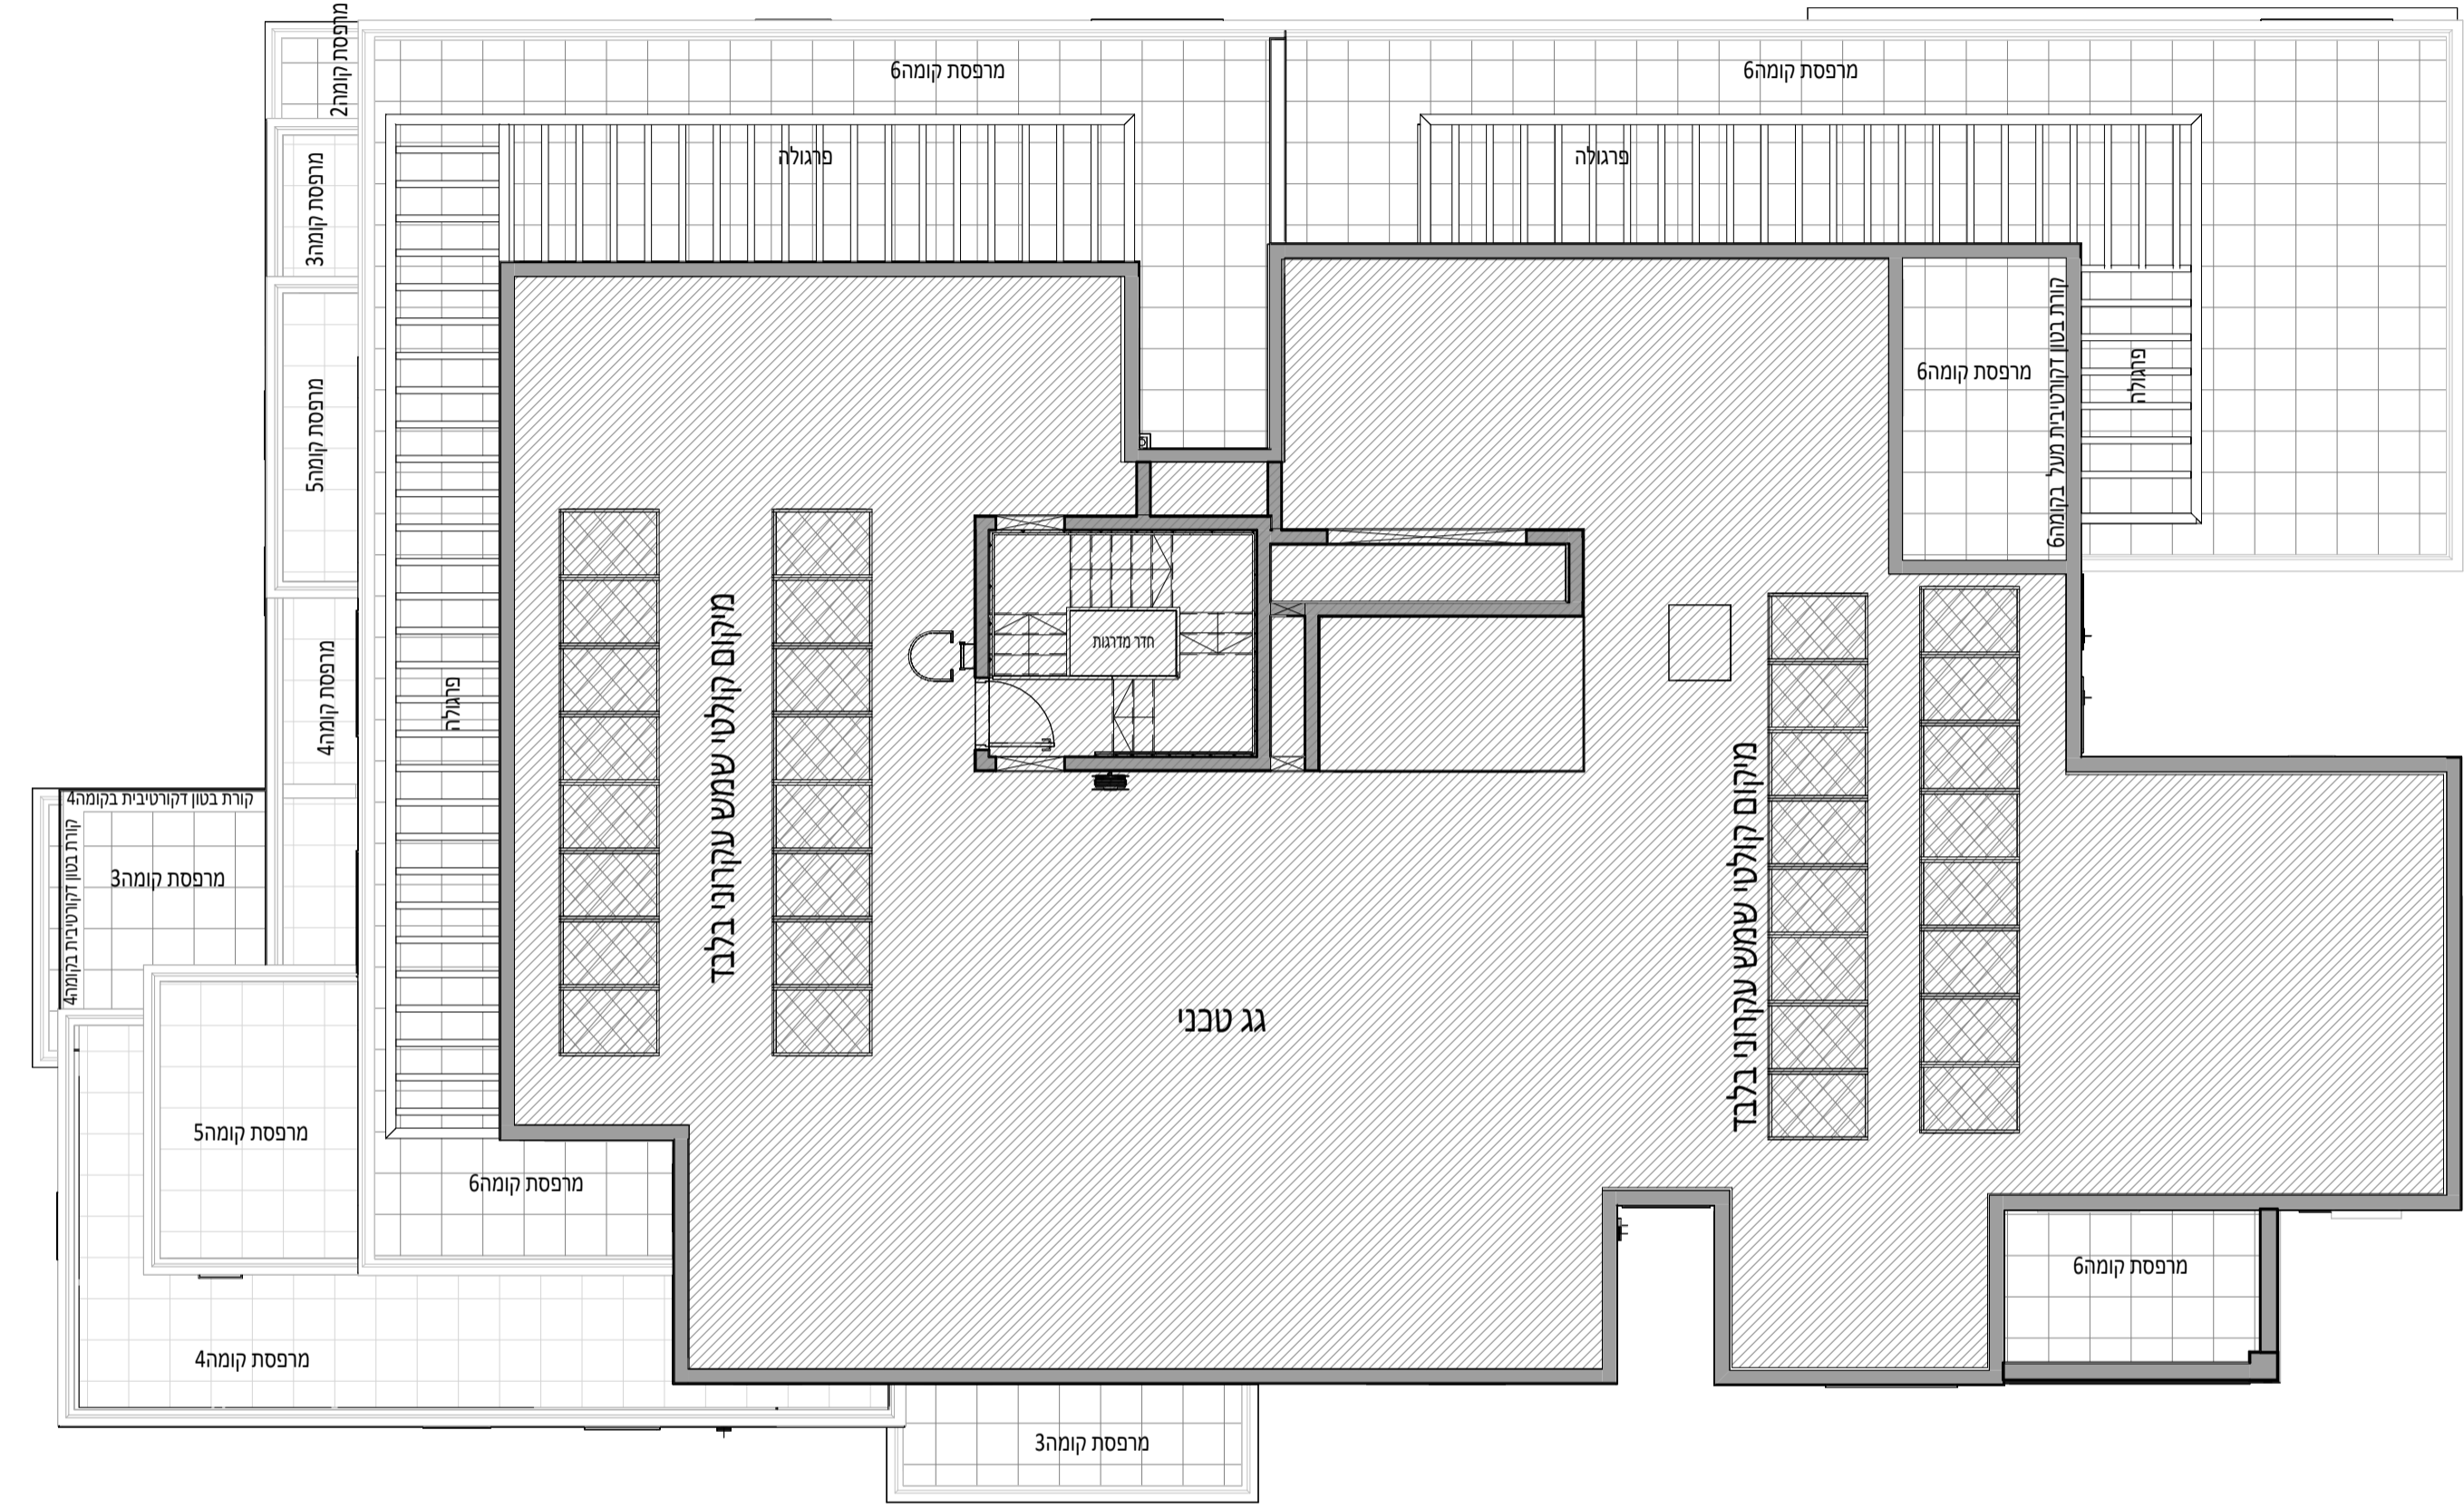 מרפסת קומה2
מרפסת קומה6
מרפסת קומה6
פרגולה
פרגולה
מרפסת קומה3
מרפסת קומה5
מרפסת קומה6
קורת בטון דקורטיבית מעל בקומה6
פרגולה
מרפסת קומה4
פרגולה
מיקום קולטי שמש עקרוני בלבד
חדר מדרגות
מיקום קולטי שמש עקרוני בלבד
קורת בטון דקורטיבית בקומה4
קורת בטון דקורטיבית בקומה4
מרפסת קומה3
גג טכני
מרפסת קומה5
מרפסת קומה6
מרפסת קומה6
מרפסת קומה4
מרפסת קומה3